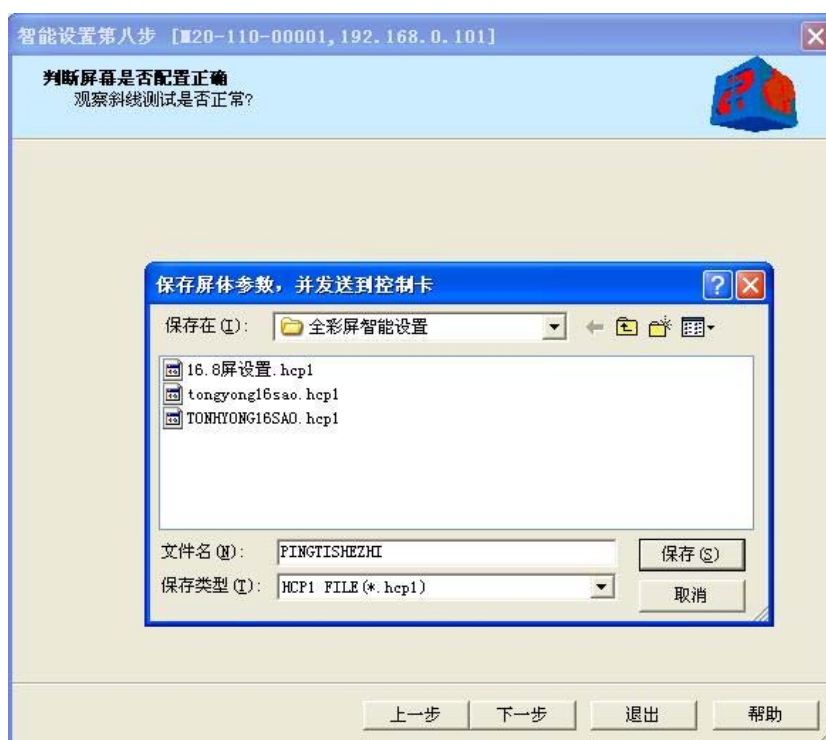 智能设置第八步 [M20-110-00001,192.168.0.101]
判断屏幕是否配置正确
观察斜线测试是否正常?
保存屏体参数，并发送到控制卡
保存在(I): 全彩屏智能设置
16.8屏设置.hcp1
tongyong16sao.hcp1
TONHYONG16SAO.hcp1
文件名(N): PINGTISHEZHI 保存(S)
保存类型(T): HCP1 FILE(*.hcp1) 取消
上一步 下一步 退出 帮助